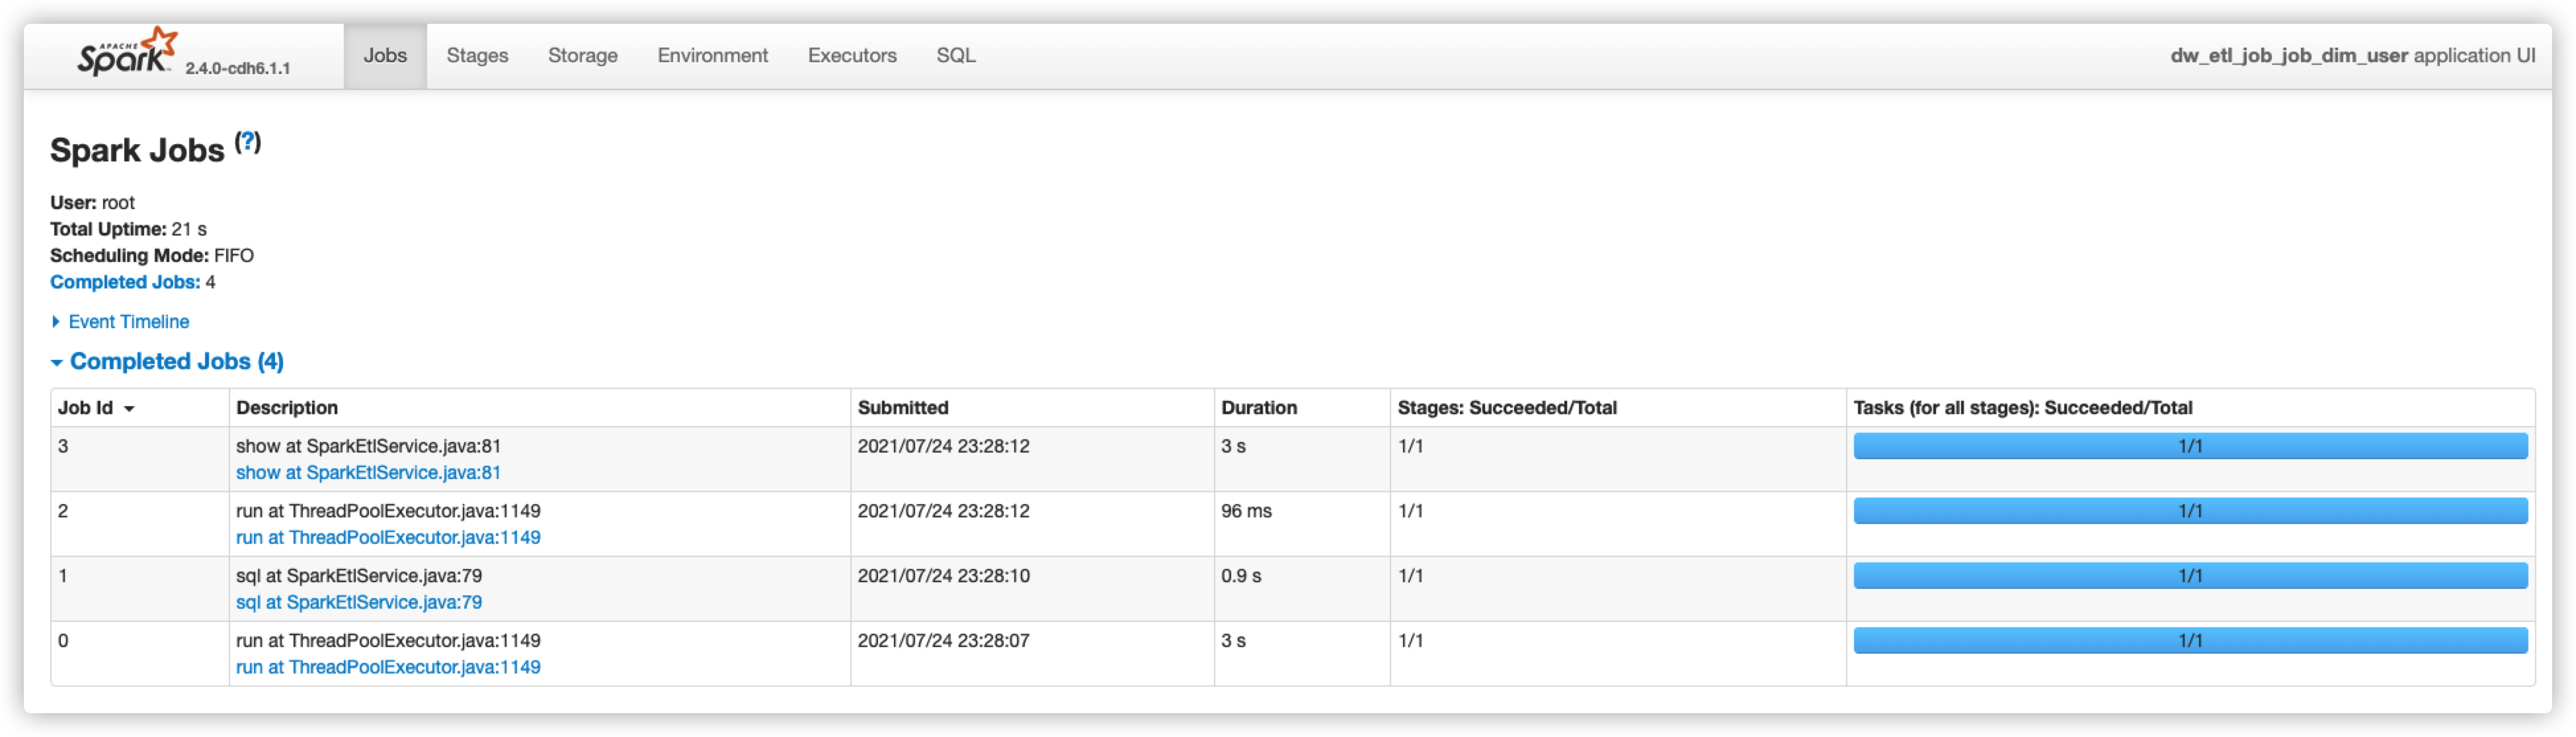 APACHE Spark 2.4.0-cdh6.1.1 Jobs Stages Storage Environment Executors SQL dw_etl_job_job_dim_user application UI
Spark Jobs (?)
User: root
Total Uptime: 21 s
Scheduling Mode: FIFO
Completed Jobs: 4
Event Timeline
Completed Jobs (4)
Job Id Description Submitted Duration Stages: Succeeded/Total Tasks (for all stages): Succeeded/Total
3 show at SparkEtlService.java:81 2021/07/24 23:28:12 3 s 1/1 1/1
show at SparkEtlService.java:81
2 run at ThreadPoolExecutor.java:1149 2021/07/24 23:28:12 96 ms 1/1 1/1
run at ThreadPoolExecutor.java:1149
1 sql at SparkEtlService.java:79 2021/07/24 23:28:10 0.9 s 1/1 1/1
sql at SparkEtlService.java:79
0 run at ThreadPoolExecutor.java:1149 2021/07/24 23:28:07 3 s 1/1 1/1
run at ThreadPoolExecutor.java:1149